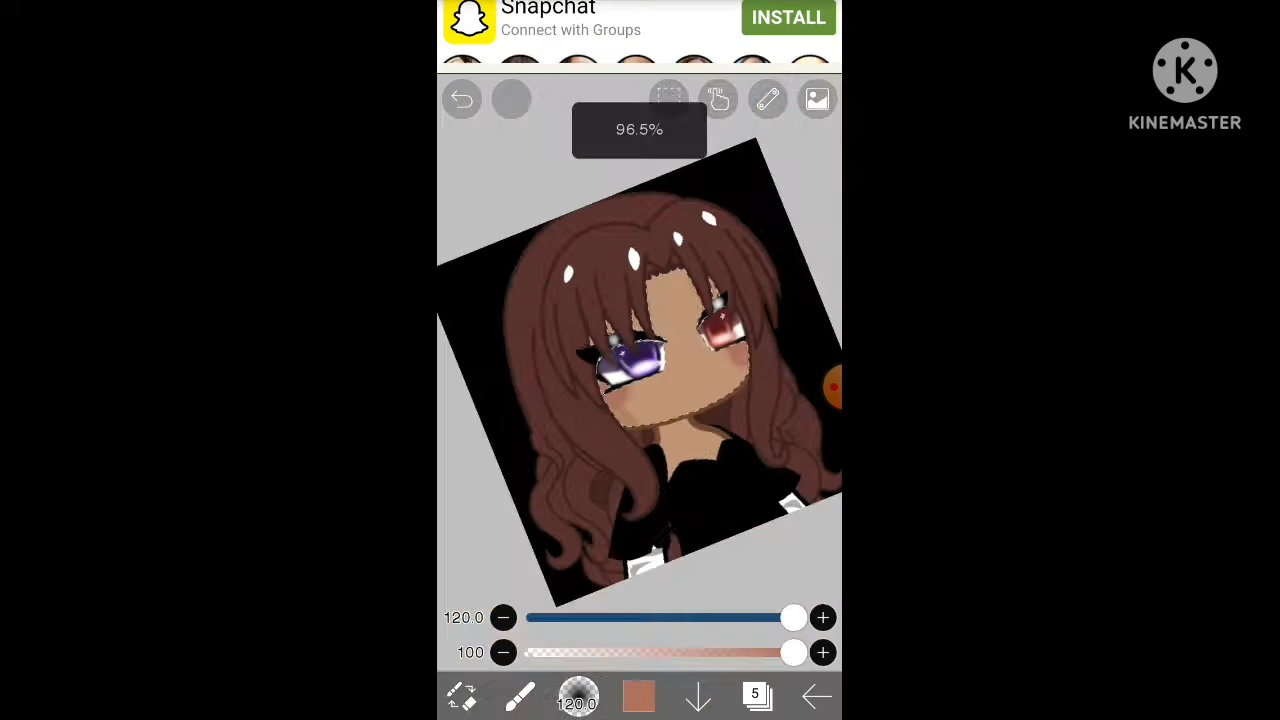 Snapchat
Connect with Groups
INSTALL
K
KINEMASTER
96.5%
120.0
100
120.0
5